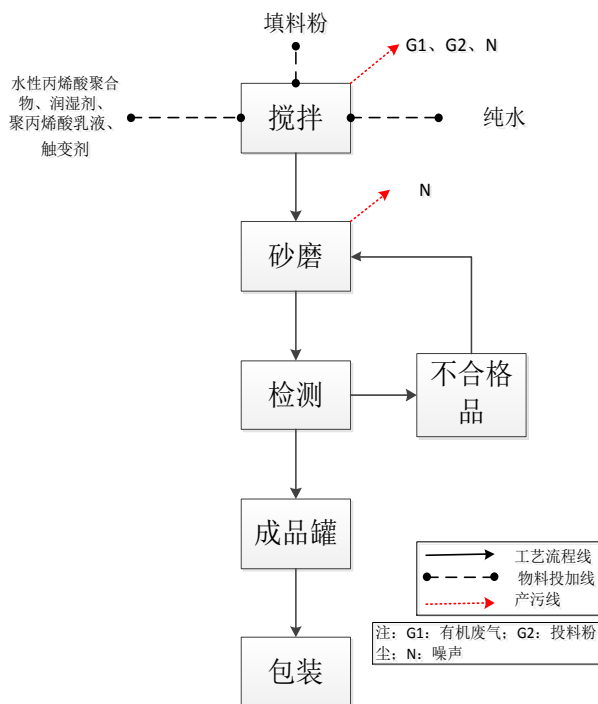 填料粉
G1、G2、N
水性丙烯酸聚合
物、润湿剂、
聚丙烯酸乳液、
触变剂
搅拌
纯水
N
砂磨
检测
不合格
品
成品罐
工艺流程线
物料投加线
产污线
注：G1：有机废气；G2：投料粉
尘；N：噪声
包装